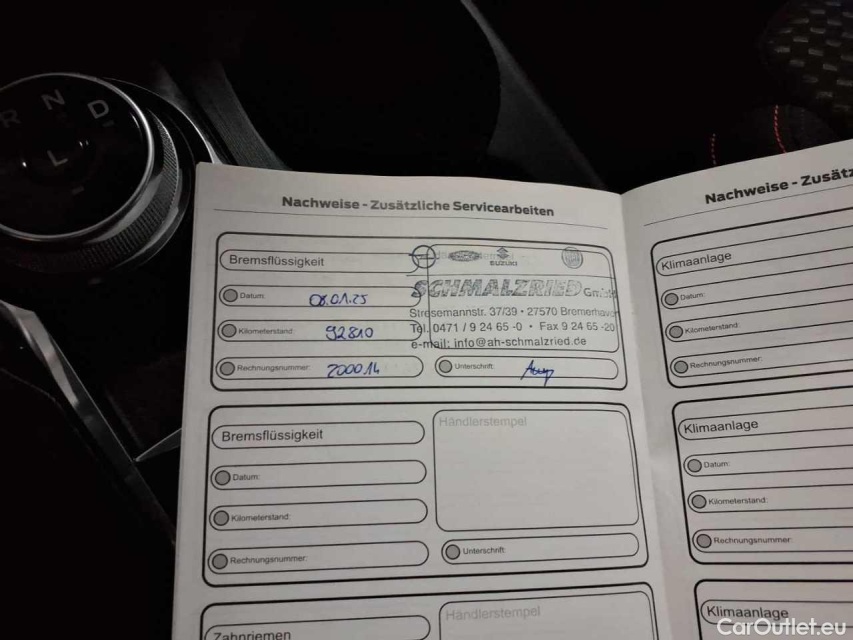 R N D
L
Nachweise - Zusätzliche Servicearbeiten
Bremsflüssigkeit
SUZUKI
Datum: 08.01.25
SCHMALZRIED GmbH
Stresemannstr. 37/39 • 27570 Bremerhaven
Kilometerstand: 92810
Tel. 0471 / 9 24 65 -0 • Fax 9 24 65 -20
e-mail: info@ah-schmalzried.de
Rechnungsnummer: 200014
Unterschrift:
Bremsflüssigkeit
Händlerstempel
Datum:
Kilometerstand:
Rechnungsnummer:
Unterschrift:
Zahnriemen
Händlerstempel
Nachweise - Zusätz
Klimaanlage
Datum:
Kilometerstand:
Rechnungsnummer:
Klimaanlage
Datum:
Kilometerstand:
Rechnungsnummer:
Klimaanlage
CarOutlet.eu